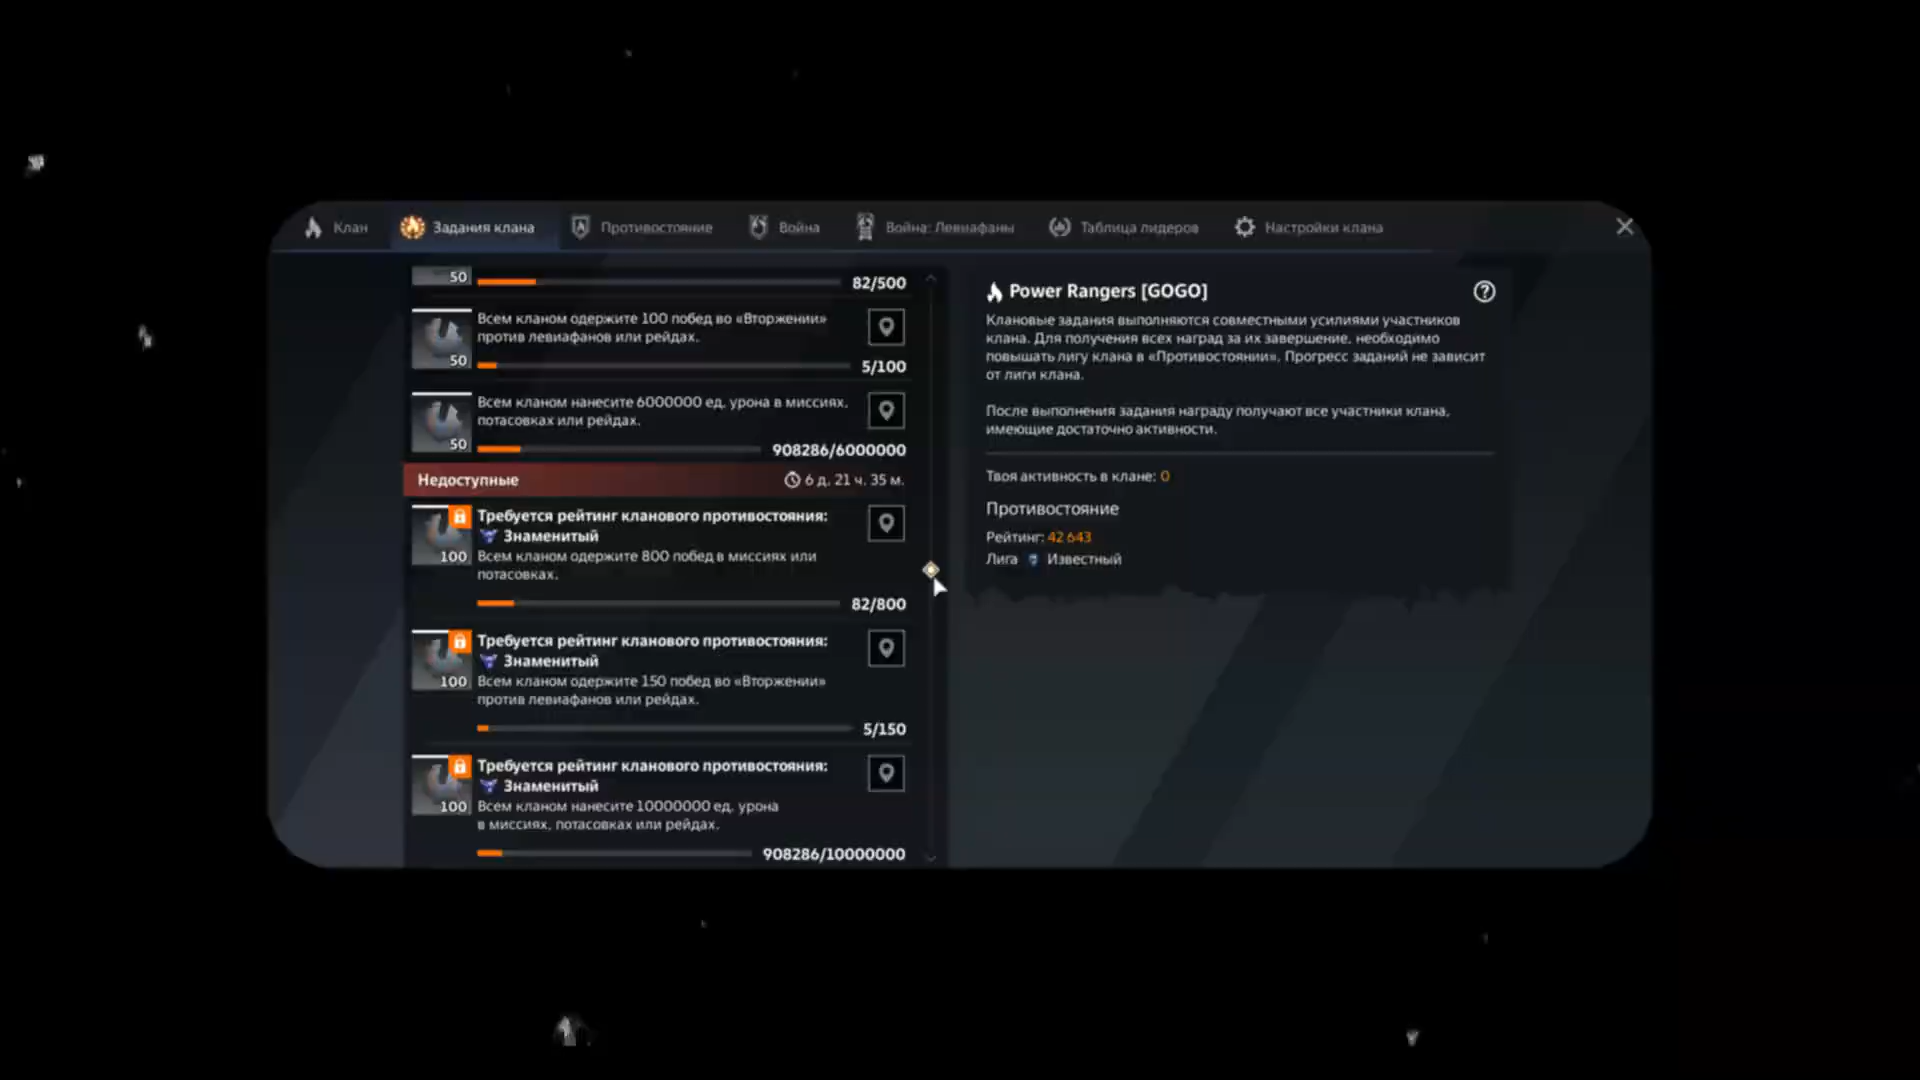 Клан
Задания клана
Противостояние
Война
Война: Левиафаны
Таблица лидеров
Настройки клана
50
82/500
Всем кланом одержите 100 побед во «Вторжении»
против левиафанов или рейдах.
50
5/100
Всем кланом нанесите 6000000 ед. урона в миссиях,
потасовках или рейдах.
50
908286/6000000
Недоступные
6 д. 21 ч. 35 м.
Требуется рейтинг кланового противостояния:
Знаменитый
100
Всем кланом одержите 800 побед в миссиях или
потасовках.
82/800
Требуется рейтинг кланового противостояния:
Знаменитый
100
Всем кланом одержите 150 побед во «Вторжении»
против левиафанов или рейдах.
5/150
Требуется рейтинг кланового противостояния:
Знаменитый
100
Всем кланом нанесите 10000000 ед. урона
в миссиях, потасовках или рейдах.
908286/10000000
Power Rangers [GOGO]
?
Клановые задания выполняются совместными усилиями участников
клана. Для получения всех наград за их завершение, необходимо
повышать лигу клана в «Противостоянии». Прогресс заданий не зависит
от лиги клана.
После выполнения задания награду получают все участники клана,
имеющие достаточно активности.
Твоя активность в клане: 0
Противостояние
Рейтинг: 42 643
Лига Известный